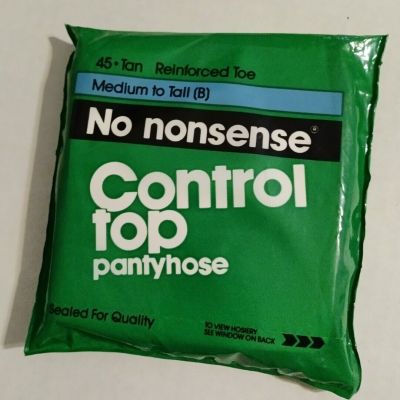 45 • Tan Reinforced Toe
Medium to Tall (B)
No nonsense®
Control
top
pantyhose
Sealed For Quality
TO VIEW HOSIERY
SEE WINDOW ON BACK